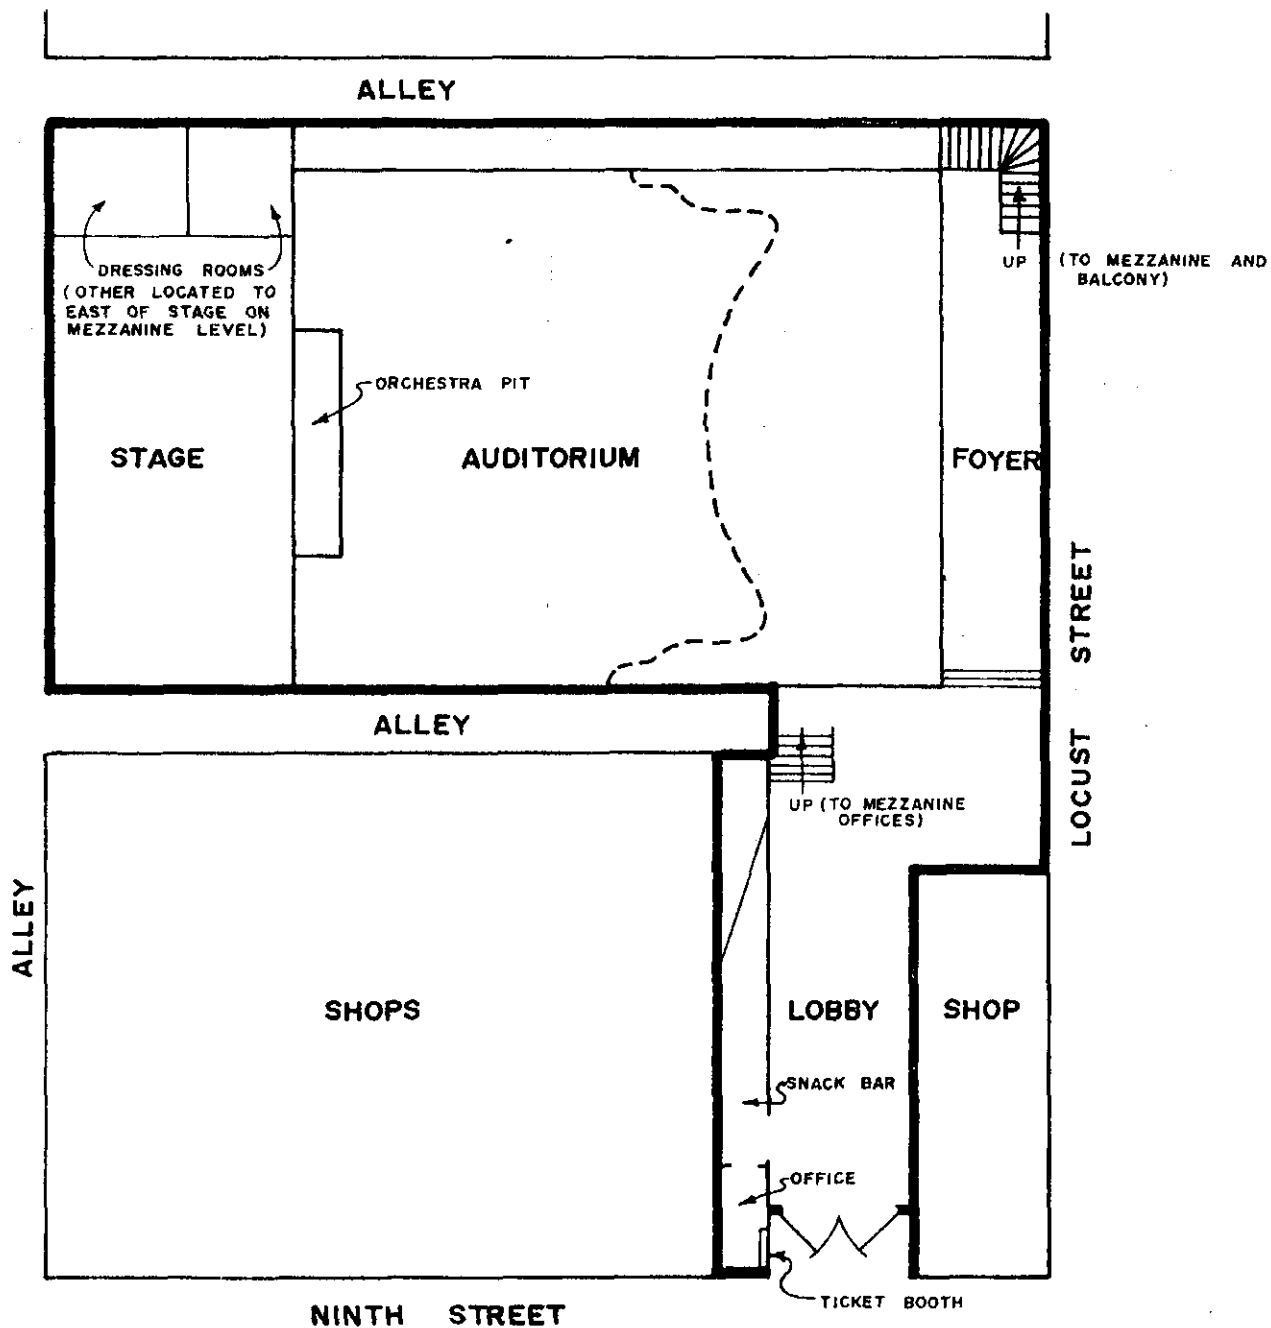 ALLEY
UP
(TO MEZZANINE AND
BALCONY)
DRESSING ROOMS
(OTHER LOCATED TO
EAST OF STAGE ON
MEZZANINE LEVEL)
ORCHESTRA PIT
STAGE
AUDITORIUM
FOYER
LOCUST STREET
ALLEY
UP (TO MEZZANINE
OFFICES)
ALLEY
SHOPS
LOBBY
SHOP
SNACK BAR
OFFICE
TICKET BOOTH
NINTH STREET